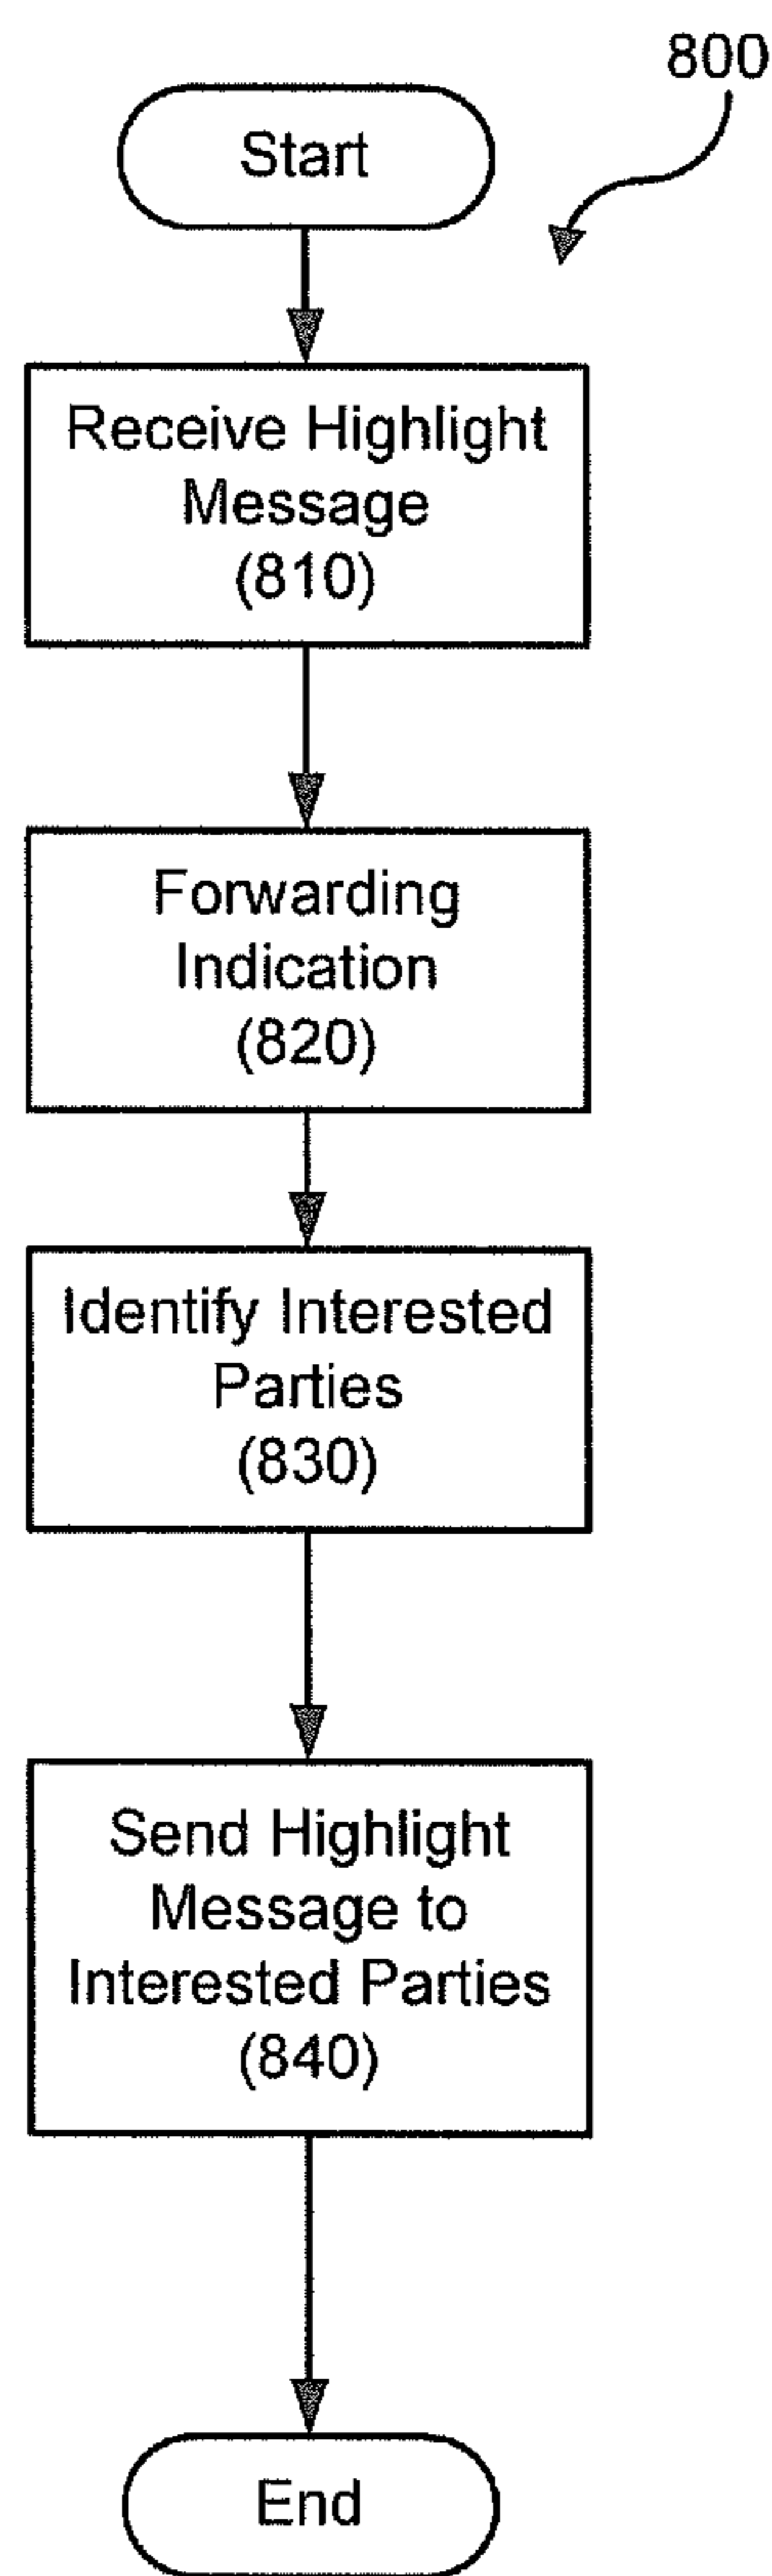 800
Start
Receive Highlight
Message
(810)
Forwarding
Indication
(820)
Identify Interested
Parties
(830)
Send Highlight
Message to
Interested Parties
(840)
End